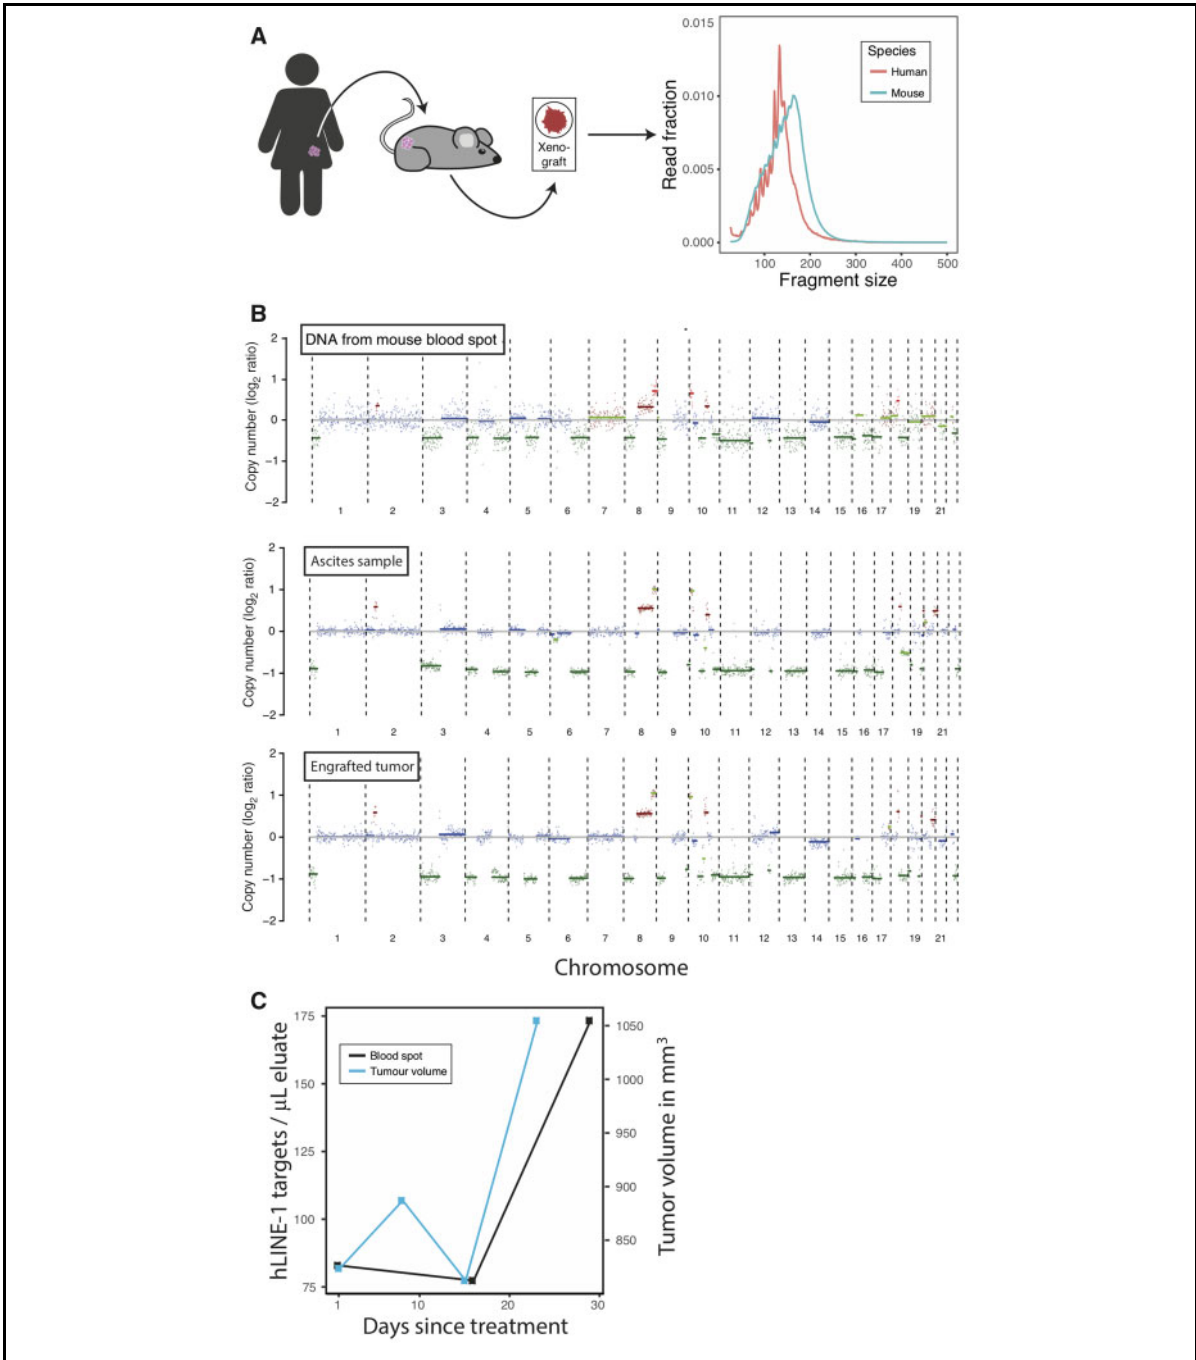 A
Xeno-
graft
0.015
0.010
0.005
0.000
Read fraction
Species
Human
Mouse
100 200 300 400 500
Fragment size
B
DNA from mouse blood spot
Copy number (log2 ratio)
2
1
0
−1
−2
1 2 3 4 5 6 7 8 9 10 11 12 13 14 15 16 17 19 21
Ascites sample
Copy number (log2 ratio)
2
1
0
−1
−2
1 2 3 4 5 6 7 8 9 10 11 12 13 14 15 16 17 19 21
Engrafted tumor
Copy number (log2 ratio)
2
1
0
−1
−2
1 2 3 4 5 6 7 8 9 10 11 12 13 14 15 16 17 19 21
Chromosome
C
hLINE-1 targets / μL eluate
175
150
125
100
75
Blood spot
Tumour volume
1050
1000
950
900
850
Tumor volume in mm3
1 10 20 30
Days since treatment